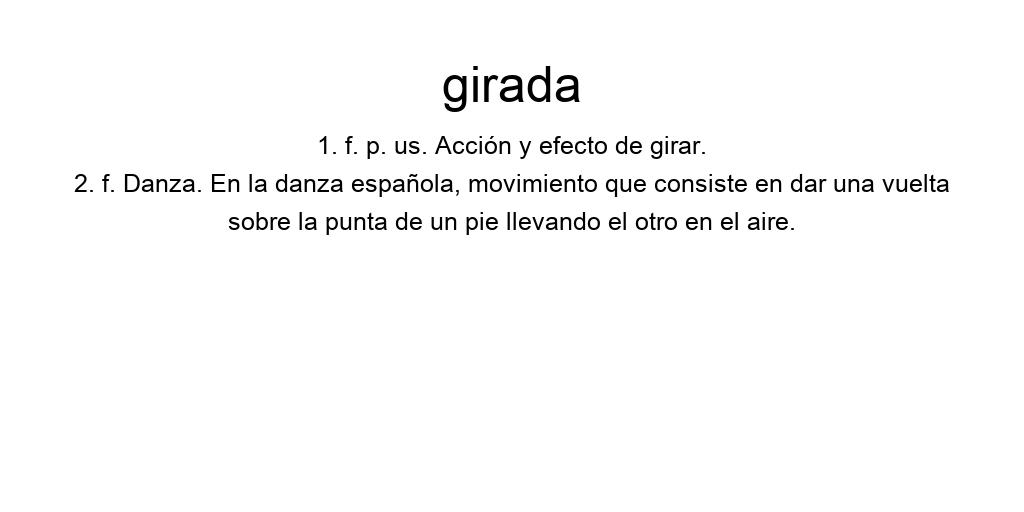 girada
1. f. p. us. Acción y efecto de girar.
2. f. Danza. En la danza española, movimiento que consiste en dar una vuelta
sobre la punta de un pie llevando el otro en el aire.